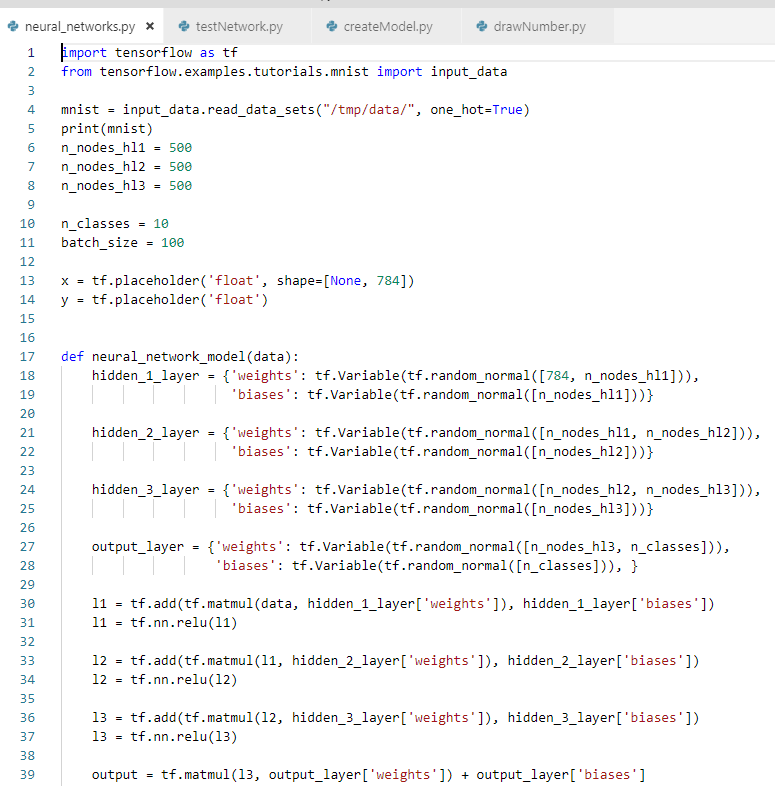 neural_networks.py × testNetwork.py createModel.py drawNumber.py
1 import tensorflow as tf
2 from tensorflow.examples.tutorials.mnist import input_data
3
4 mnist = input_data.read_data_sets("/tmp/data/", one_hot=True)
5 print(mnist)
6 n_nodes_hl1 = 500
7 n_nodes_hl2 = 500
8 n_nodes_hl3 = 500
9
10 n_classes = 10
11 batch_size = 100
12
13 x = tf.placeholder('float', shape=[None, 784])
14 y = tf.placeholder('float')
15
16
17 def neural_network_model(data):
18     hidden_1_layer = {'weights': tf.Variable(tf.random_normal([784, n_nodes_hl1])),
19                       'biases': tf.Variable(tf.random_normal([n_nodes_hl1]))}
20
21     hidden_2_layer = {'weights': tf.Variable(tf.random_normal([n_nodes_hl1, n_nodes_hl2])),
22                       'biases': tf.Variable(tf.random_normal([n_nodes_hl2]))}
23
24     hidden_3_layer = {'weights': tf.Variable(tf.random_normal([n_nodes_hl2, n_nodes_hl3])),
25                       'biases': tf.Variable(tf.random_normal([n_nodes_hl3]))}
26
27     output_layer = {'weights': tf.Variable(tf.random_normal([n_nodes_hl3, n_classes])),
28                     'biases': tf.Variable(tf.random_normal([n_classes])), }
29
30     l1 = tf.add(tf.matmul(data, hidden_1_layer['weights']), hidden_1_layer['biases'])
31     l1 = tf.nn.relu(l1)
32
33     l2 = tf.add(tf.matmul(l1, hidden_2_layer['weights']), hidden_2_layer['biases'])
34     l2 = tf.nn.relu(l2)
35
36     l3 = tf.add(tf.matmul(l2, hidden_3_layer['weights']), hidden_3_layer['biases'])
37     l3 = tf.nn.relu(l3)
38
39     output = tf.matmul(l3, output_layer['weights']) + output_layer['biases']